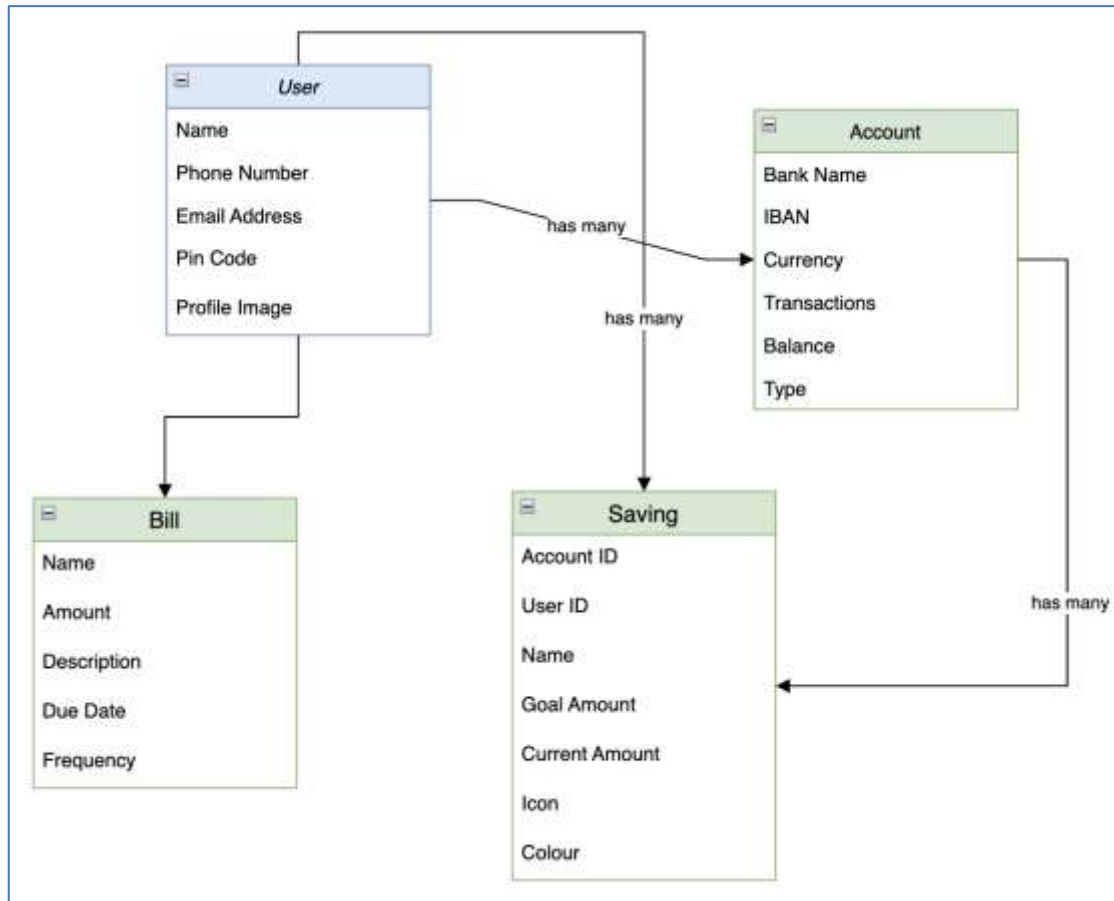 User
Name
Phone Number
Email Address
Pin Code
Profile Image
has many
Account
Bank Name
IBAN
Currency
Transactions
Balance
Type
has many
Bill
Name
Amount
Description
Due Date
Frequency
Saving
Account ID
User ID
Name
Goal Amount
Current Amount
Icon
Colour
has many